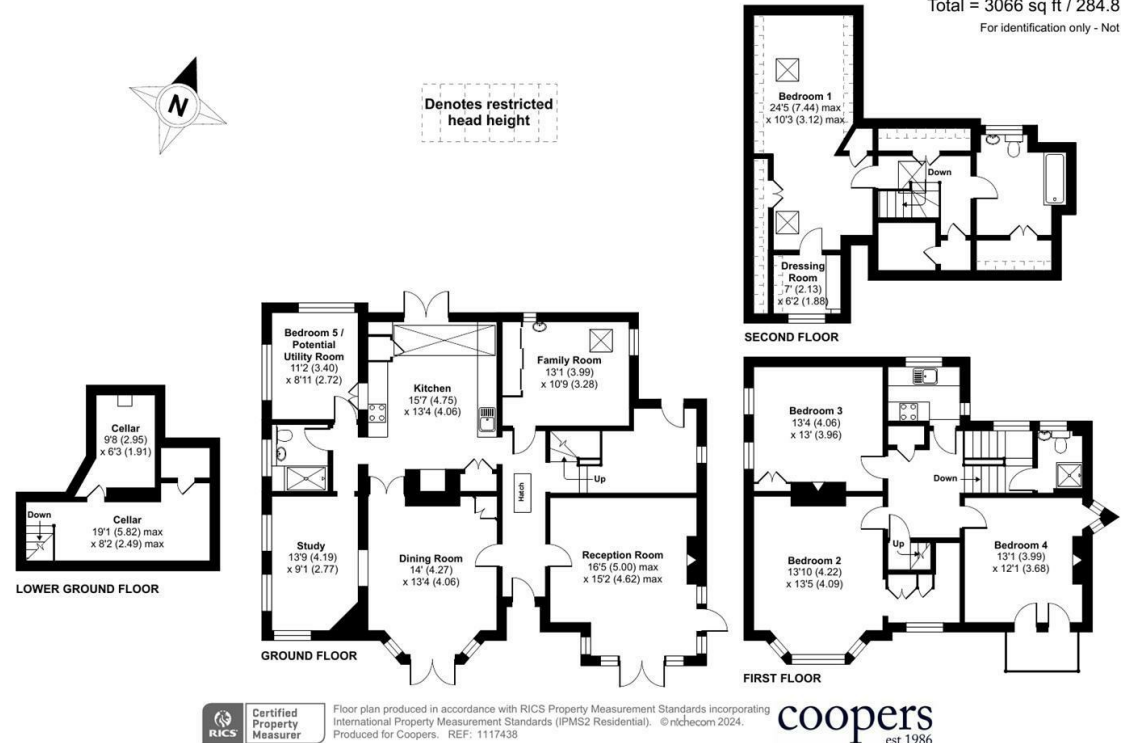 Total = 3066 sq ft / 284.8
For identification only - Not
N
Denotes restricted
head height
Bedroom 1
24'5 (7.44) max
x 10'3 (3.12) max
Down
Dressing
Room
7' (2.13)
x 6'2 (1.88)
SECOND FLOOR
Bedroom 5 /
Potential
Utility Room
11'2 (3.40)
x 8'11 (2.72)
Kitchen
15'7 (4.75)
x 13'4 (4.06)
Family Room
13'1 (3.99)
x 10'9 (3.28)
Up
Hatch
Study
13'9 (4.19)
x 9'1 (2.77)
Dining Room
14' (4.27)
x 13'4 (4.06)
Reception Room
16'5 (5.00) max
x 15'2 (4.62) max
GROUND FLOOR
Cellar
9'8 (2.95)
x 6'3 (1.91)
Down
Cellar
19'1 (5.82) max
x 8'2 (2.49) max
LOWER GROUND FLOOR
Bedroom 3
13'4 (4.06)
x 13' (3.96)
Down
Up
Bedroom 2
13'10 (4.22)
x 13'5 (4.09)
Bedroom 4
13'1 (3.99)
x 12'1 (3.68)
FIRST FLOOR
RICS
Certified
Property
Measurer
Floor plan produced in accordance with RICS Property Measurement Standards incorporating
International Property Measurement Standards (IPMS2 Residential). © nichecom 2024.
Produced for Coopers. REF: 1117438
coopers
est 1986